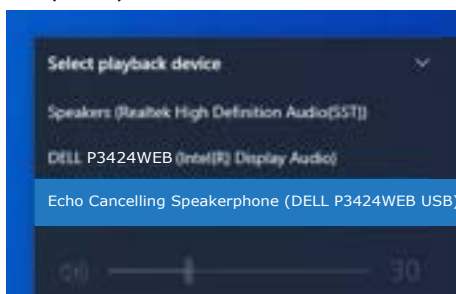 Select playback device
Speakers (Realtek High Definition Audio(SST))
DELL P3424WEB (Intel(R) Display Audio)
Echo Cancelling Speakerphone (DELL P3424WEB USB)
30